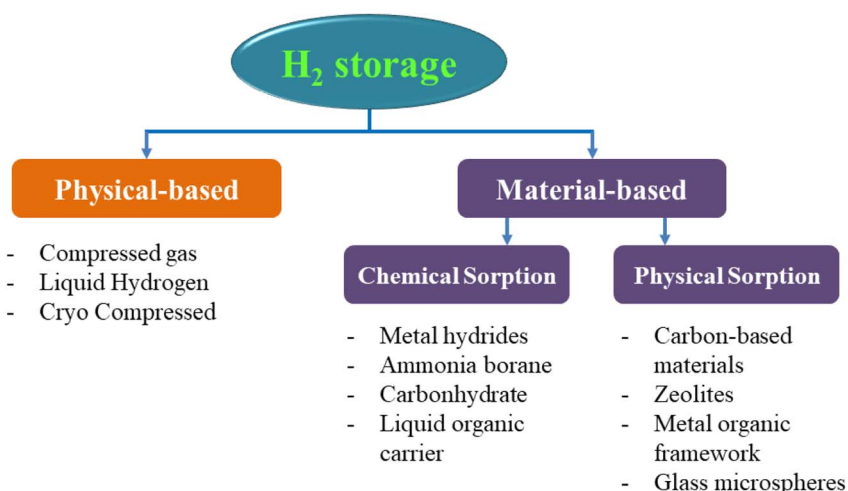 H₂ storage
Physical-based
- Compressed gas
- Liquid Hydrogen
- Cryo Compressed
Material-based
Chemical Sorption
- Metal hydrides
- Ammonia borane
- Carbonhydrate
- Liquid organic
carrier
Physical Sorption
- Carbon-based
materials
- Zeolites
- Metal organic
framework
- Glass microspheres